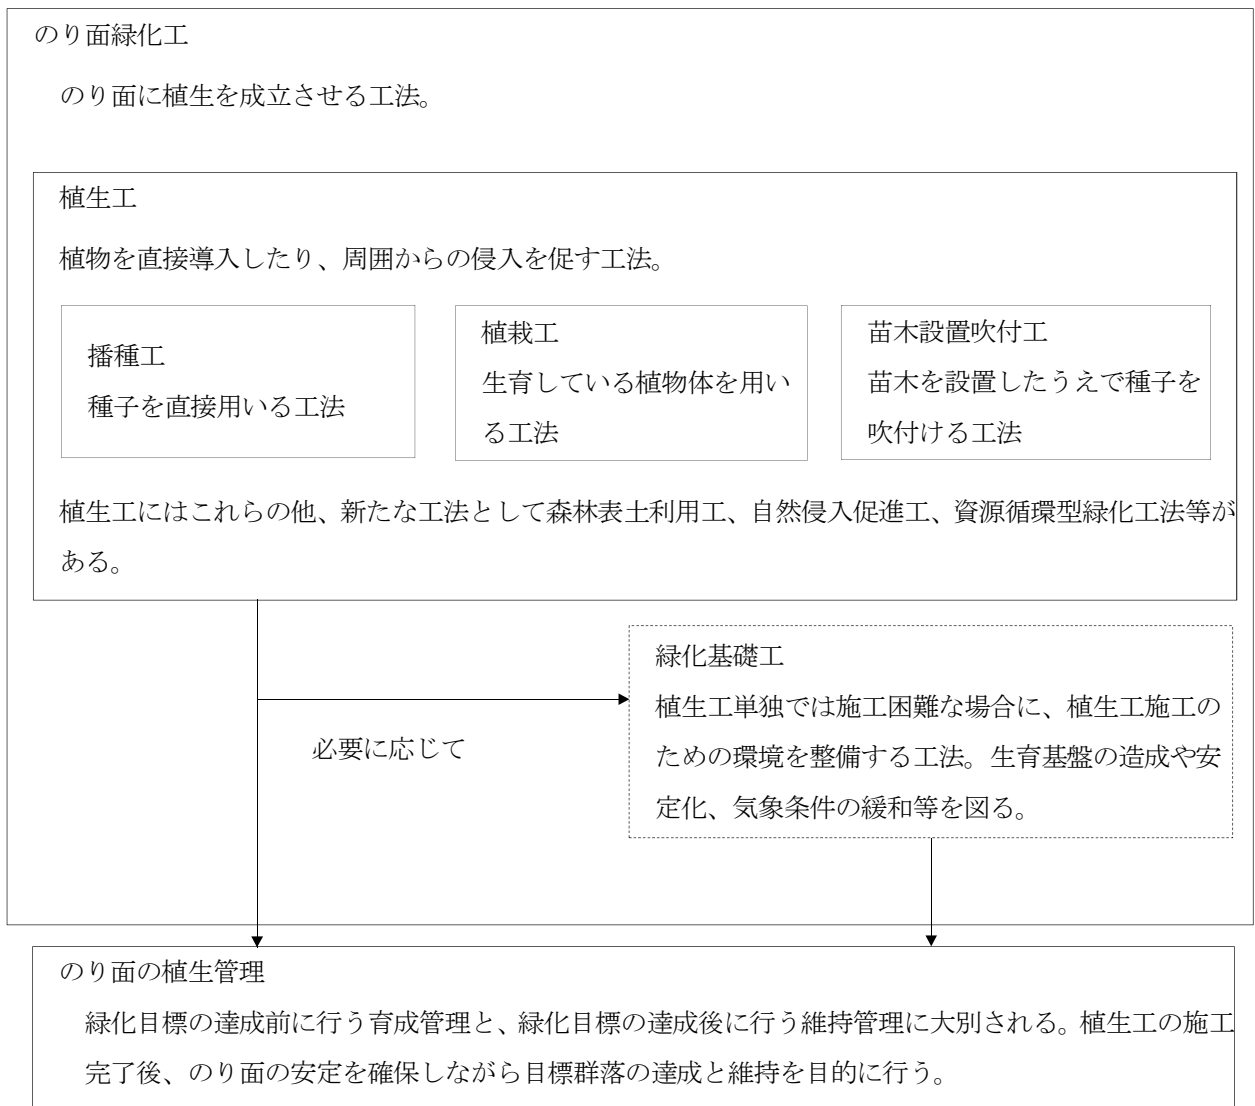 のり面緑化工
のり面に植生を成立させる工法。
植生工
植物を直接導入したり、周囲からの侵入を促す工法。
播種工
種子を直接用いる工法
植栽工
生育している植物体を用い
る工法
苗木設置吹付工
苗木を設置したうえで種子を
吹付ける工法
植生工にはこれらの他、新たな工法として森林表土利用工、自然侵入促進工、資源循環型緑化工法等が
ある。
緑化基礎工
植生工単独では施工困難な場合に、植生工施工の
ための環境を整備する工法。生育基盤の造成や安
定化、気象条件の緩和等を図る。
必要に応じて
のり面の植生管理
緑化目標の達成前に行う育成管理と、緑化目標の達成後に行う維持管理に大別される。植生工の施工
完了後、のり面の安定を確保しながら目標群落の達成と維持を目的に行う。